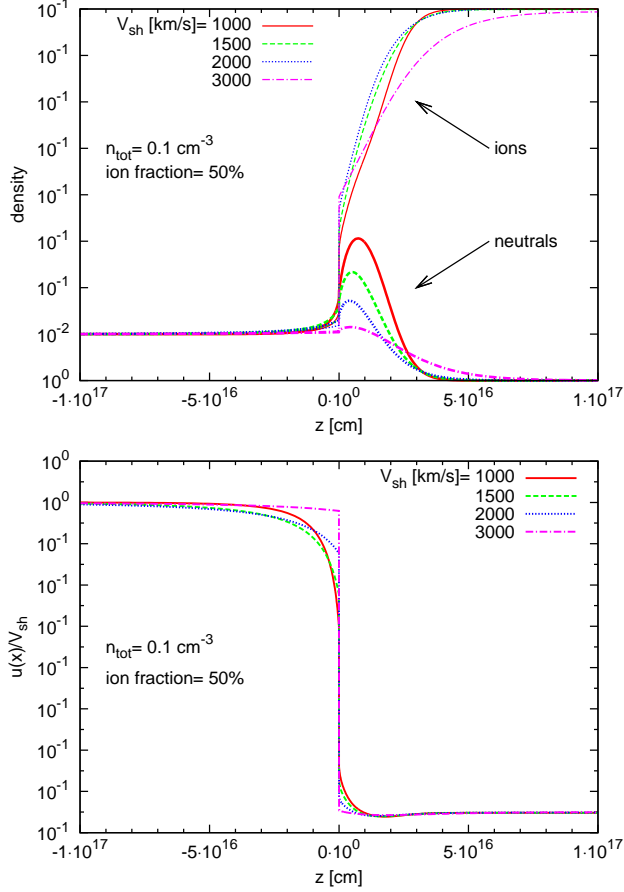 10^-1
V_sh [km/s]= 1000
1500
2000
3000
10^-1
10^-1
10^-1
n_tot= 0.1 cm^-3
ion fraction= 50%
ions
10^-1
density
10^-1
neutrals
10^-1
10^-2
10^0
-1·10^17
-5·10^16
0·10^0
5·10^16
1·10^17
z [cm]
10^0
V_sh [km/s]= 1000
1500
2000
3000
10^0
10^-1
10^-1
10^-1
n_tot= 0.1 cm^-3
ion fraction= 50%
u(x)/V_sh
10^-1
10^-1
10^-1
10^-1
10^-1
-1·10^17
-5·10^16
0·10^0
5·10^16
1·10^17
z [cm]